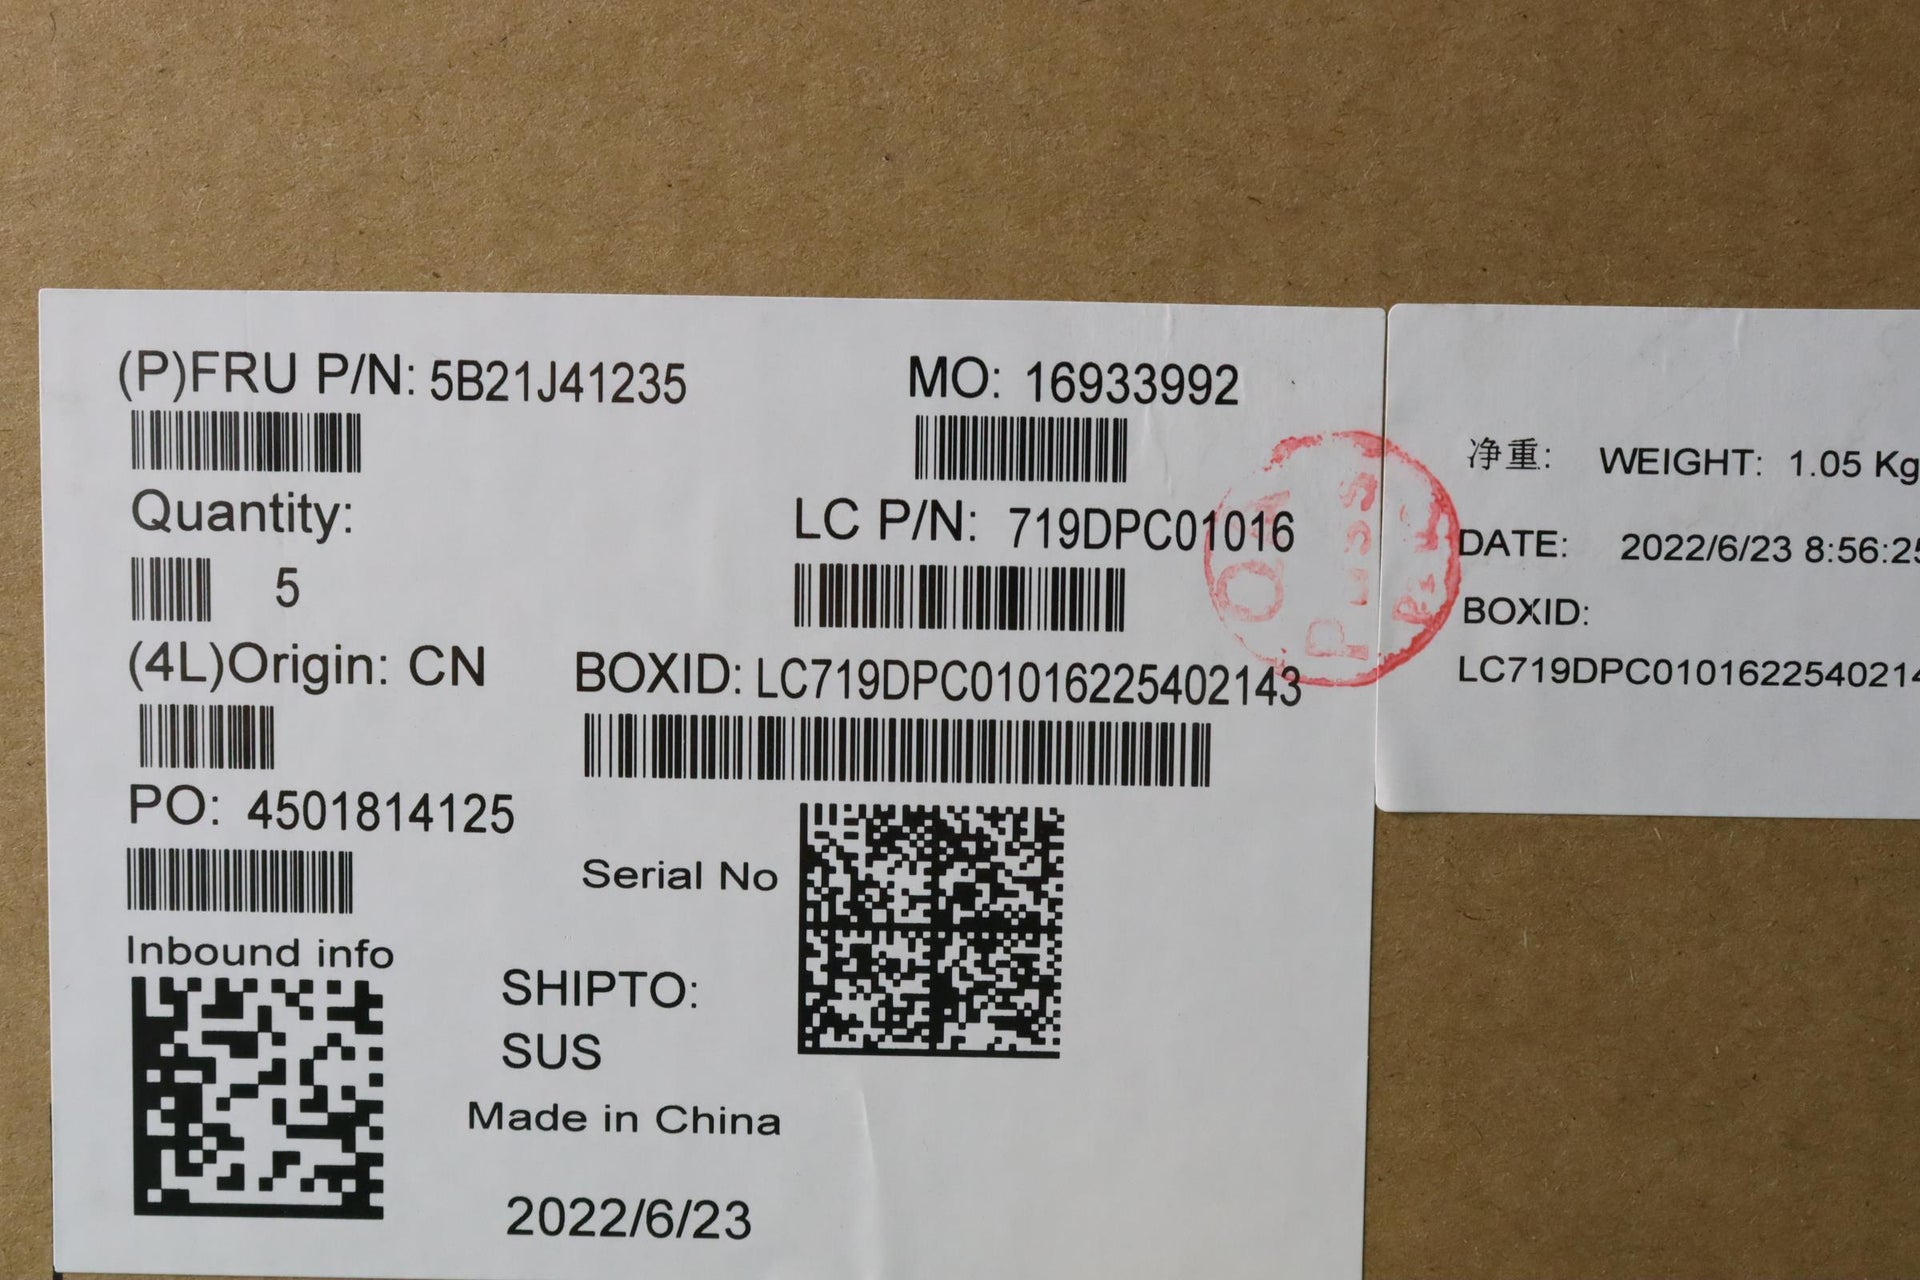 (P)FRU P/N: 5B21J41235
MO: 16933992
Quantity:
5
LC P/N: 719DPC01016
(4L)Origin: CN
BOXID: LC719DPC01016225402143
PO: 4501814125
Serial No
Inbound info
SHIPTO:
SUS
Made in China
2022/6/23
QA
PASS
净重: WEIGHT: 1.05 Kg
DATE: 2022/6/23 8:56:25
BOXID:
LC719DPC0101622540214